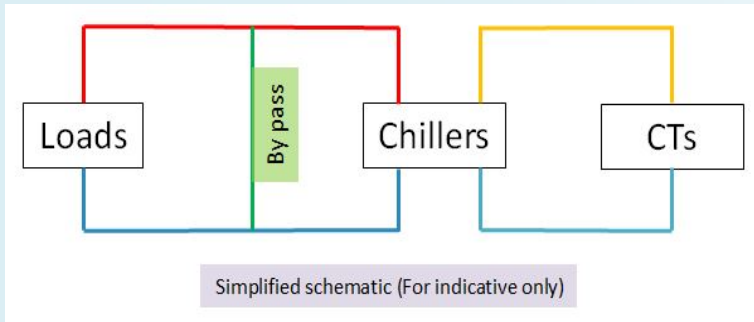 Loads
By pass
Chillers
CTs
Simplified schematic (For indicative only)